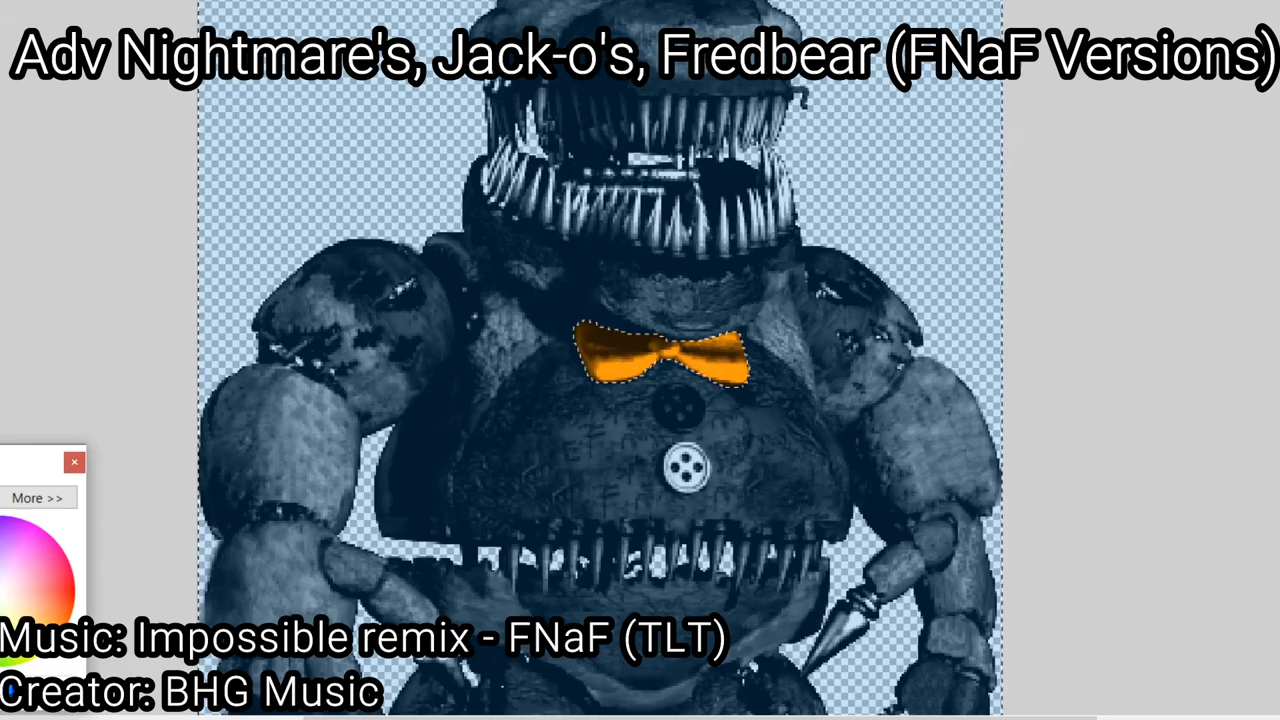 Adv Nightmare's, Jack-o's, Fredbear (FNaF Versions)
More >>
Music: Impossible remix - FNaF (TLT)
Creator: BHG Music